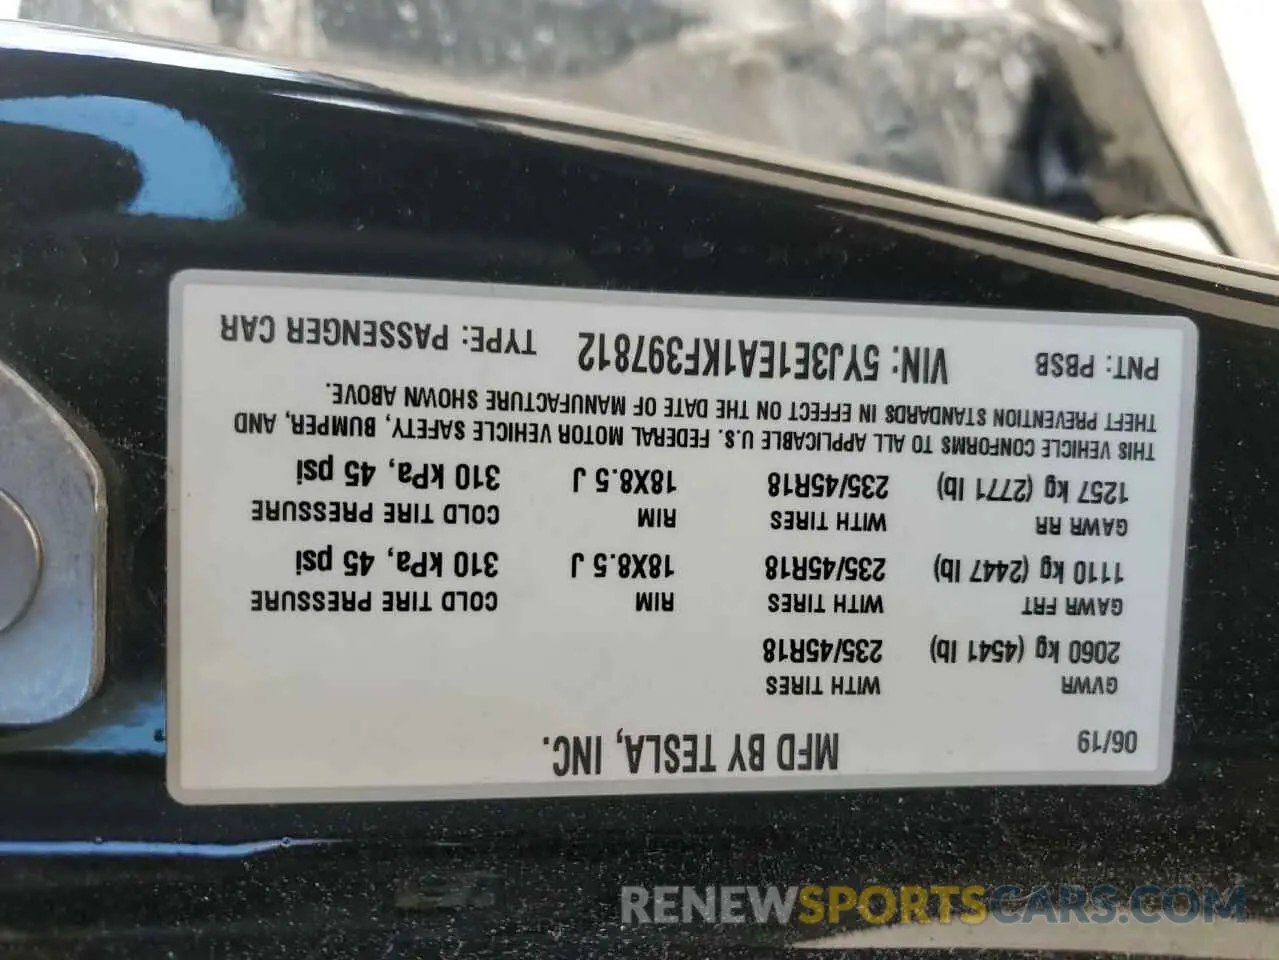 MFD BY TESLA, INC. 06/19
GVWR WITH TIRES
2060 kg (4541 lb) 235/45R18
GAWR FRT WITH TIRES RIM COLD TIRE PRESSURE
1110 kg (2447 lb) 235/45R18 18X8.5 J 310 kPa, 45 psi
GAWR RR WITH TIRES RIM COLD TIRE PRESSURE
1257 kg (2771 lb) 235/45R18 18X8.5 J 310 kPa, 45 psi
THIS VEHICLE CONFORMS TO ALL APPLICABLE U.S. FEDERAL MOTOR VEHICLE SAFETY, BUMPER, AND
THEFT PREVENTION STANDARDS IN EFFECT ON THE DATE OF MANUFACTURE SHOWN ABOVE.
PNT: PBSB VIN: 5YJ3E1EA1KF397812 TYPE: PASSENGER CAR
RENEWSPORTSCARS.COM